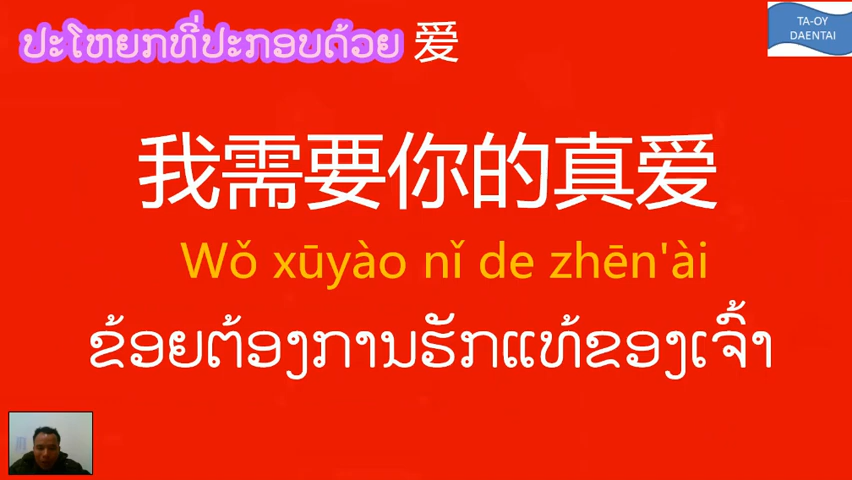 ປະໂຫຍກທີ່ປະກອບດ້ວຍ 爱
TA-OY
DAENTAI
我需要你的真爱
Wǒ xūyào nǐ de zhēn'ài
ຂ້ອຍຕ້ອງການຮັກແທ້ຂອງເຈົ້າ